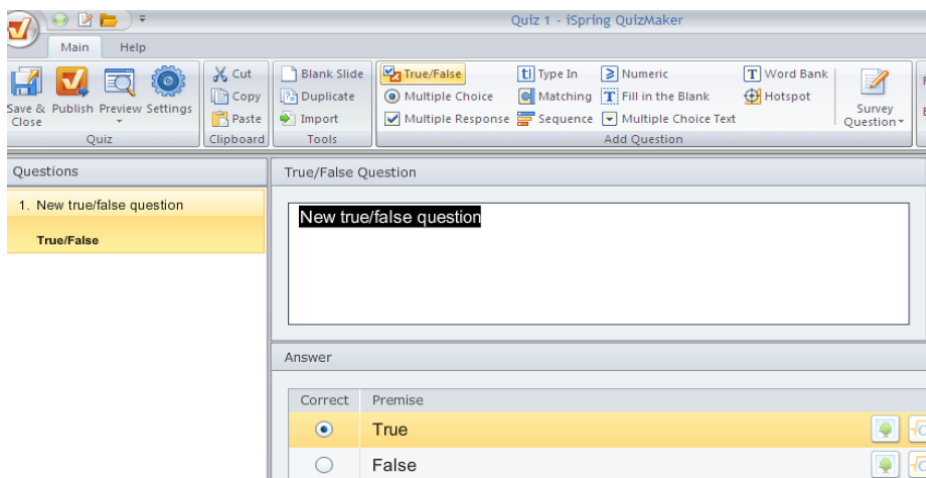 Quiz 1 - iSpring QuizMaker
Main Help
Save & Close Publish Preview Settings
Cut
Copy
Paste
Blank Slide
Duplicate
Import
True/False Type In Numeric Word Bank
Multiple Choice Matching Fill in the Blank Hotspot
Multiple Response Sequence Multiple Choice Text
Survey Question
Quiz Clipboard Tools Add Question
Questions True/False Question
1. New true/false question
True/False
New true/false question
Answer
Correct Premise
True
False